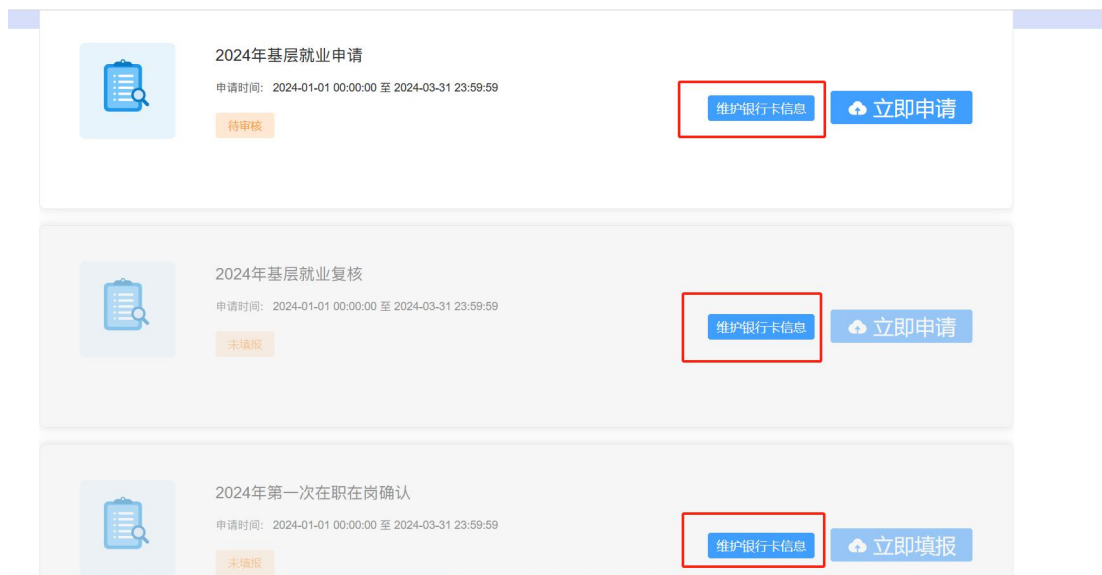 2024年基层就业申请
申请时间: 2024-01-01 00:00:00 至 2024-03-31 23:59:59
待审核
维护银行卡信息
立即申请
2024年基层就业复核
申请时间: 2024-01-01 00:00:00 至 2024-03-31 23:59:59
未填报
维护银行卡信息
立即申请
2024年第一次在职在岗确认
申请时间: 2024-01-01 00:00:00 至 2024-03-31 23:59:59
未填报
维护银行卡信息
立即填报